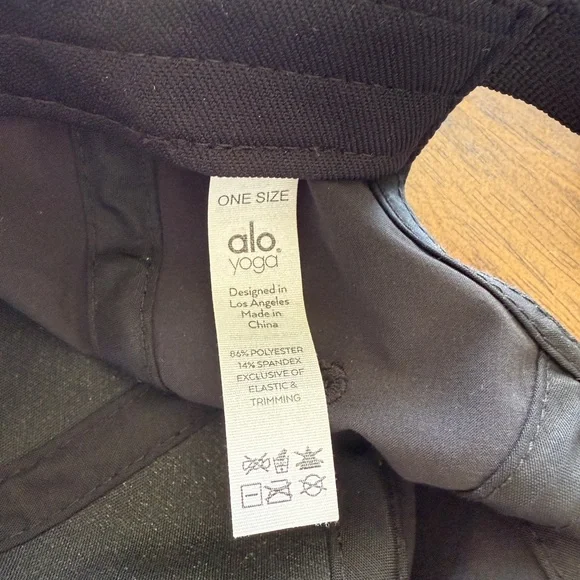 ONE SIZE
alo®
yoga
Designed in
Los Angeles
Made in
China
86% POLYESTER
14% SPANDEX
EXCLUSIVE OF
ELASTIC &
TRIMMING